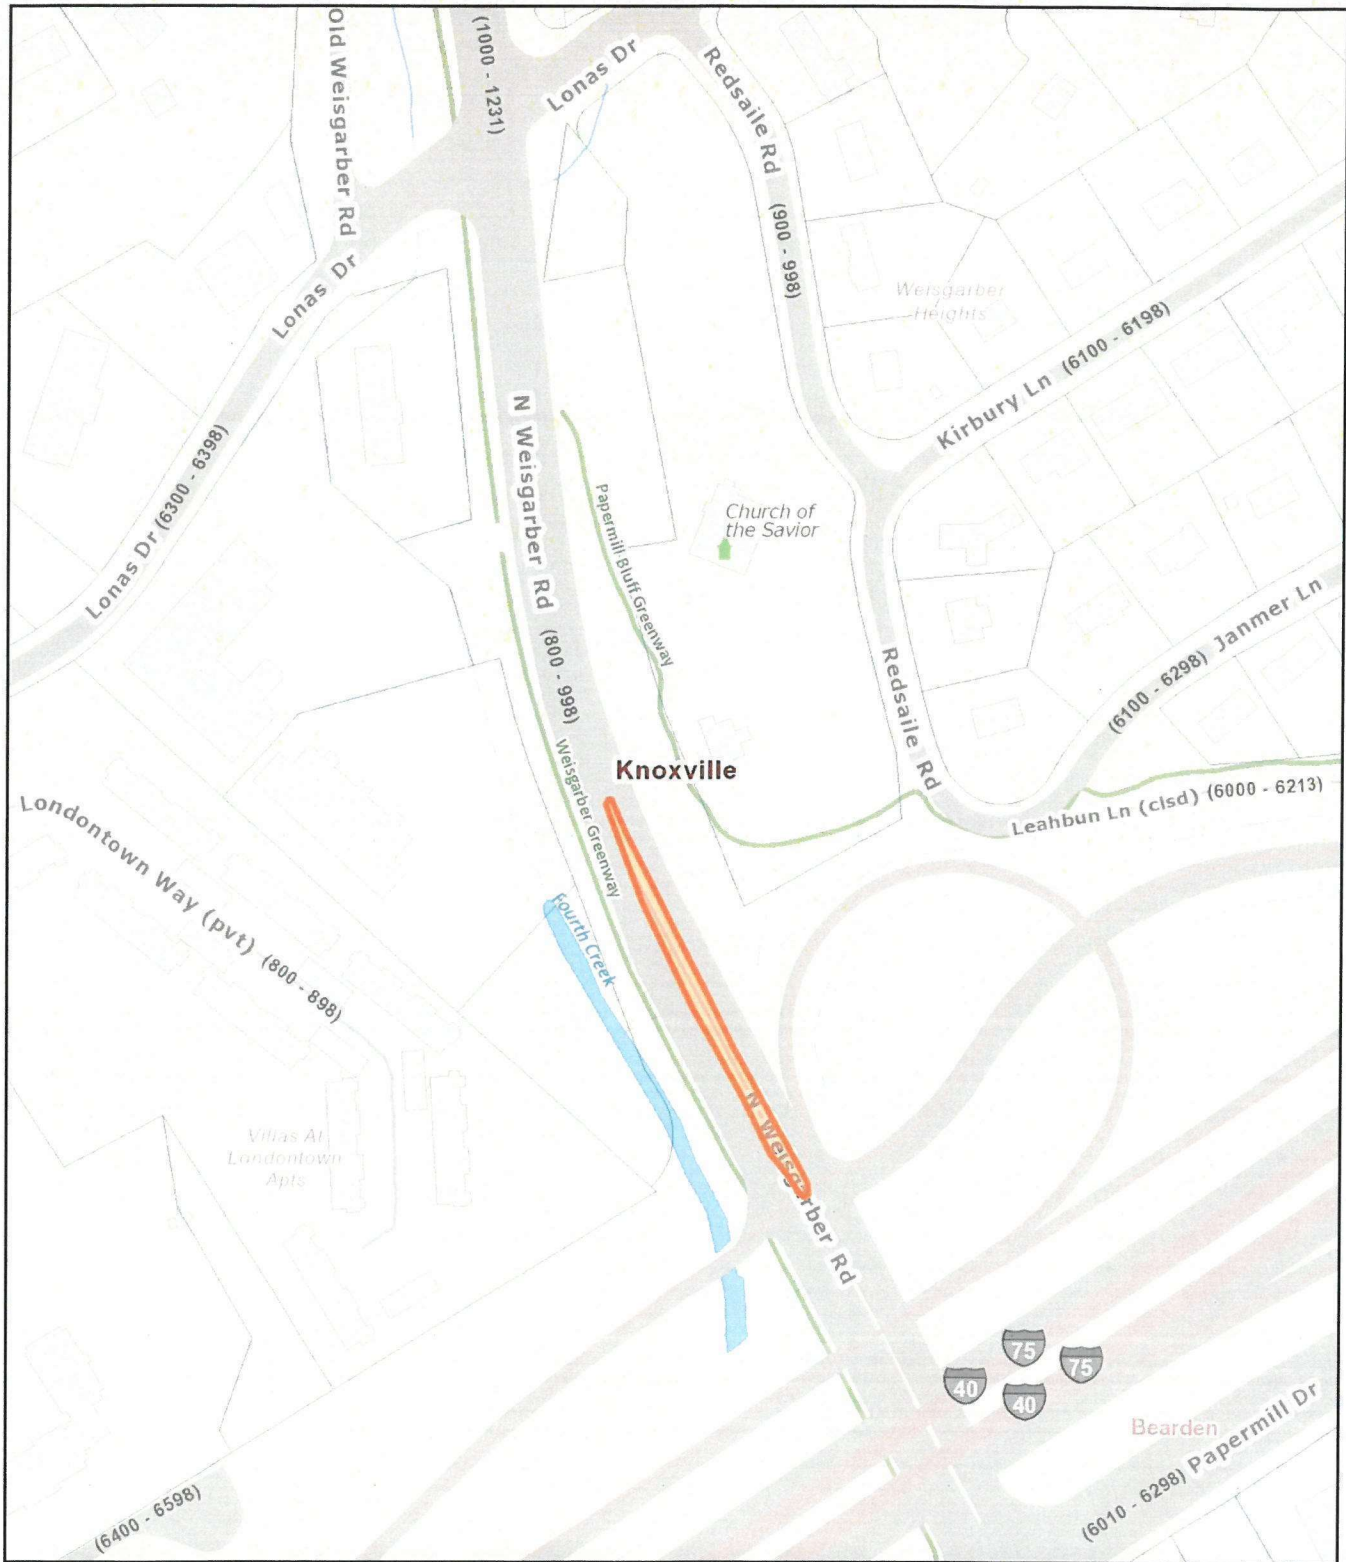 Old Weisgarber Rd
(1000 - 1231)
Lonas Dr
Redsaile Rd
(900 - 998)
Lonas Dr
Weisgarber
Heights
Kirbury Ln (6100 - 6198)
N Weisgarber Rd (800 - 998)
Lonas Dr (6300 - 6398)
Papermill Bluff Greenway
Church of
the Savior
Redsaile Rd
(6100 - 6298) Janmer Ln
Weisgarber Greenway
Knoxville
Leahbun Ln (clsd) (6000 - 6213)
Londontown Way (pvt) (800 - 898)
Fourth Creek
Villas At
Londontown
Apts
N Weisgarber Rd
75
75
40
40
Bearden
(6010 - 6298) Papermill Dr
(6400 - 6598)